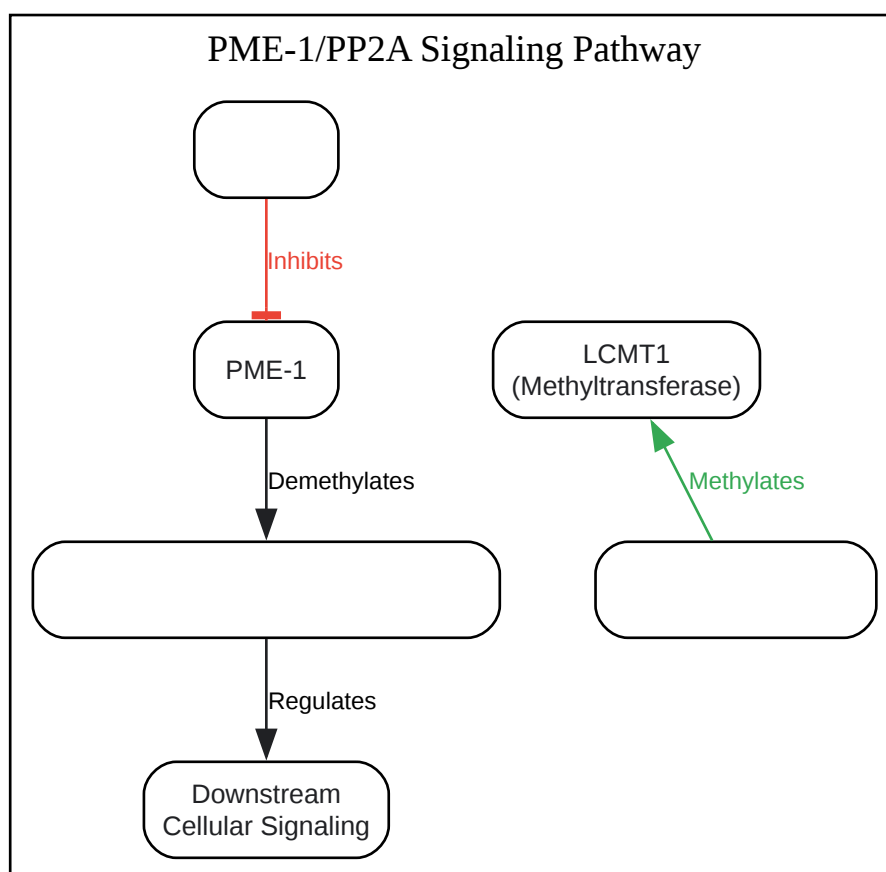 PME-1/PP2A Signaling Pathway
Inhibits
PME-1
LCMT1
(Methyltransferase)
Demethylates
Methylates
Regulates
Downstream
Cellular Signaling